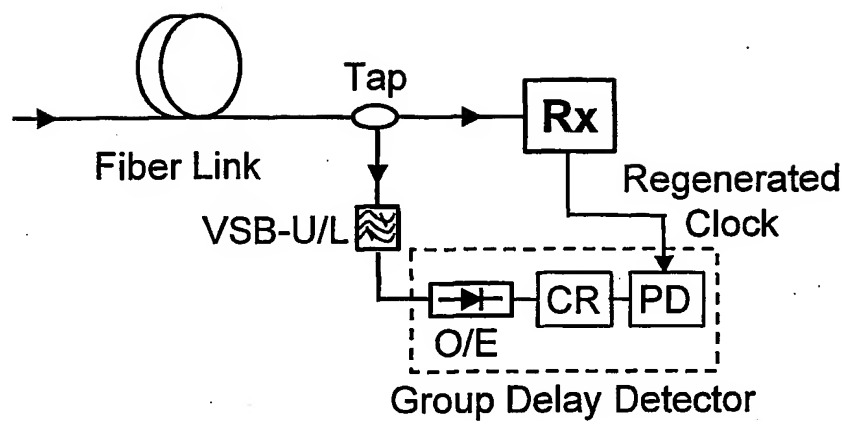 Tap
Rx
Fiber Link
Regenerated
Clock
VSB-U/L
CR
PD
O/E
Group Delay Detector